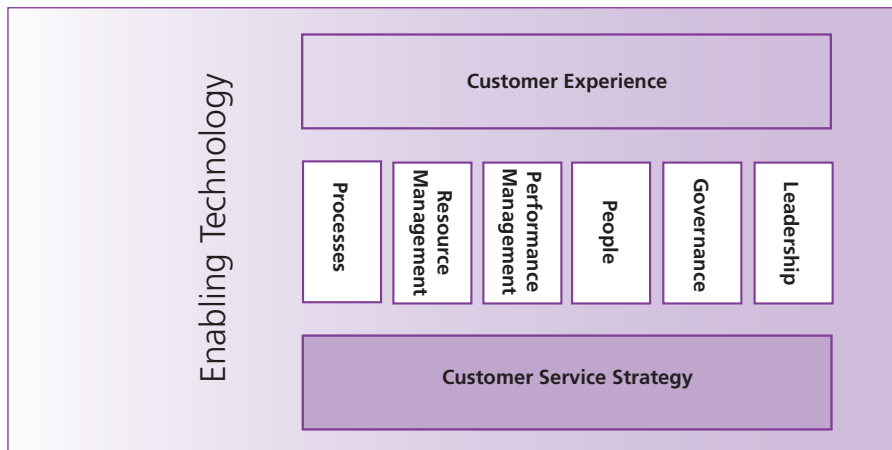 Enabling Technology
Customer Experience
Processes
Resource
Management
Performance
Management
People
Governance
Leadership
Customer Service Strategy